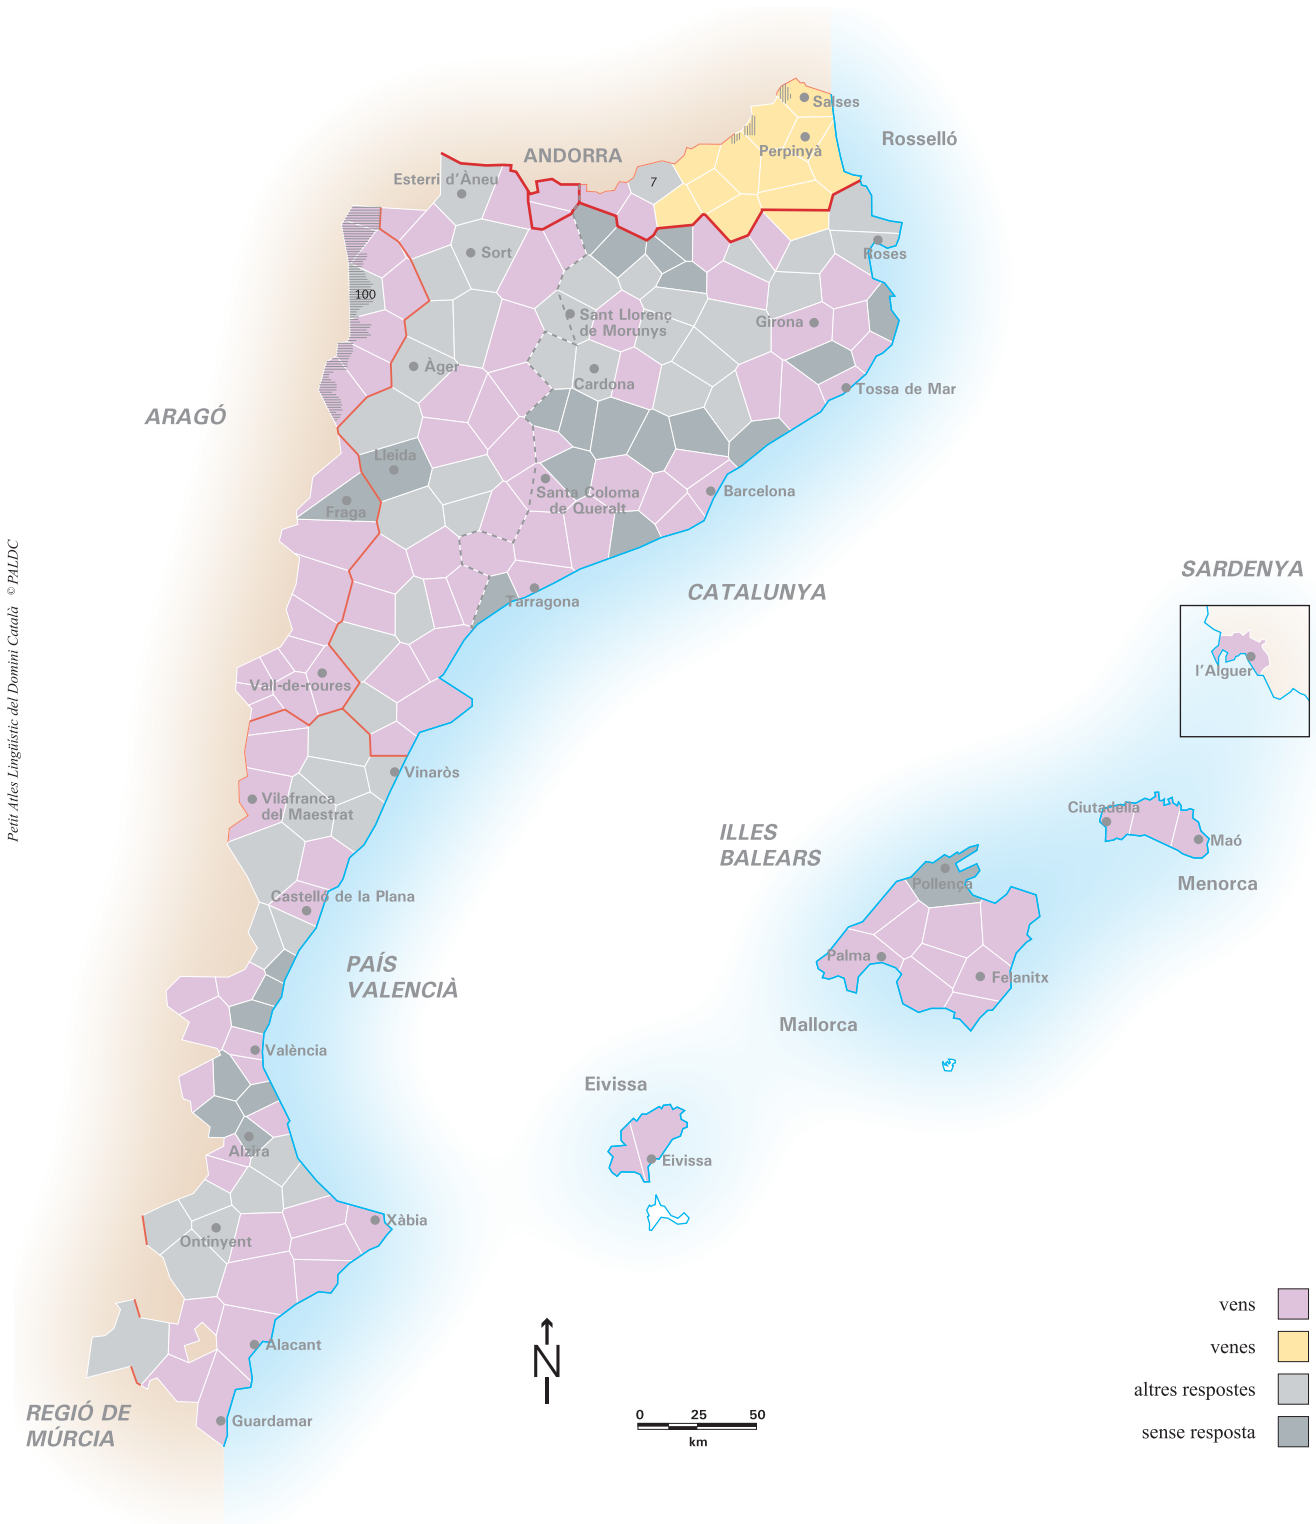 Salses
Rosselló
Perpinyà
ANDORRA
Esterri d'Àneu
7
Sort
Roses
100
Sant Llorenç
de Morunys
Girona
Àger
Cardona
Tossa de Mar
ARAGÓ
Lleida
Santa Coloma
de Queralt
Barcelona
Fraga
CATALUNYA
Tarragona
SARDENYA
l'Alguer
Vall-de-roures
Petit Atles Lingüístic del Domini Català © PALDC
Vinaròs
Vilafranca
del Maestrat
ILLES
BALEARS
Ciutadella
Maó
Menorca
Pollença
Castelló de la Plana
PAÍS
VALENCIÀ
Palma
Felanitx
Mallorca
València
Eivissa
Alzira
Eivissa
Xàbia
Ontinyent
Alacant
REGIÓ DE
MÚRCIA
Guardamar
N
0 25 50
km
vens
venes
altres respostes
sense resposta